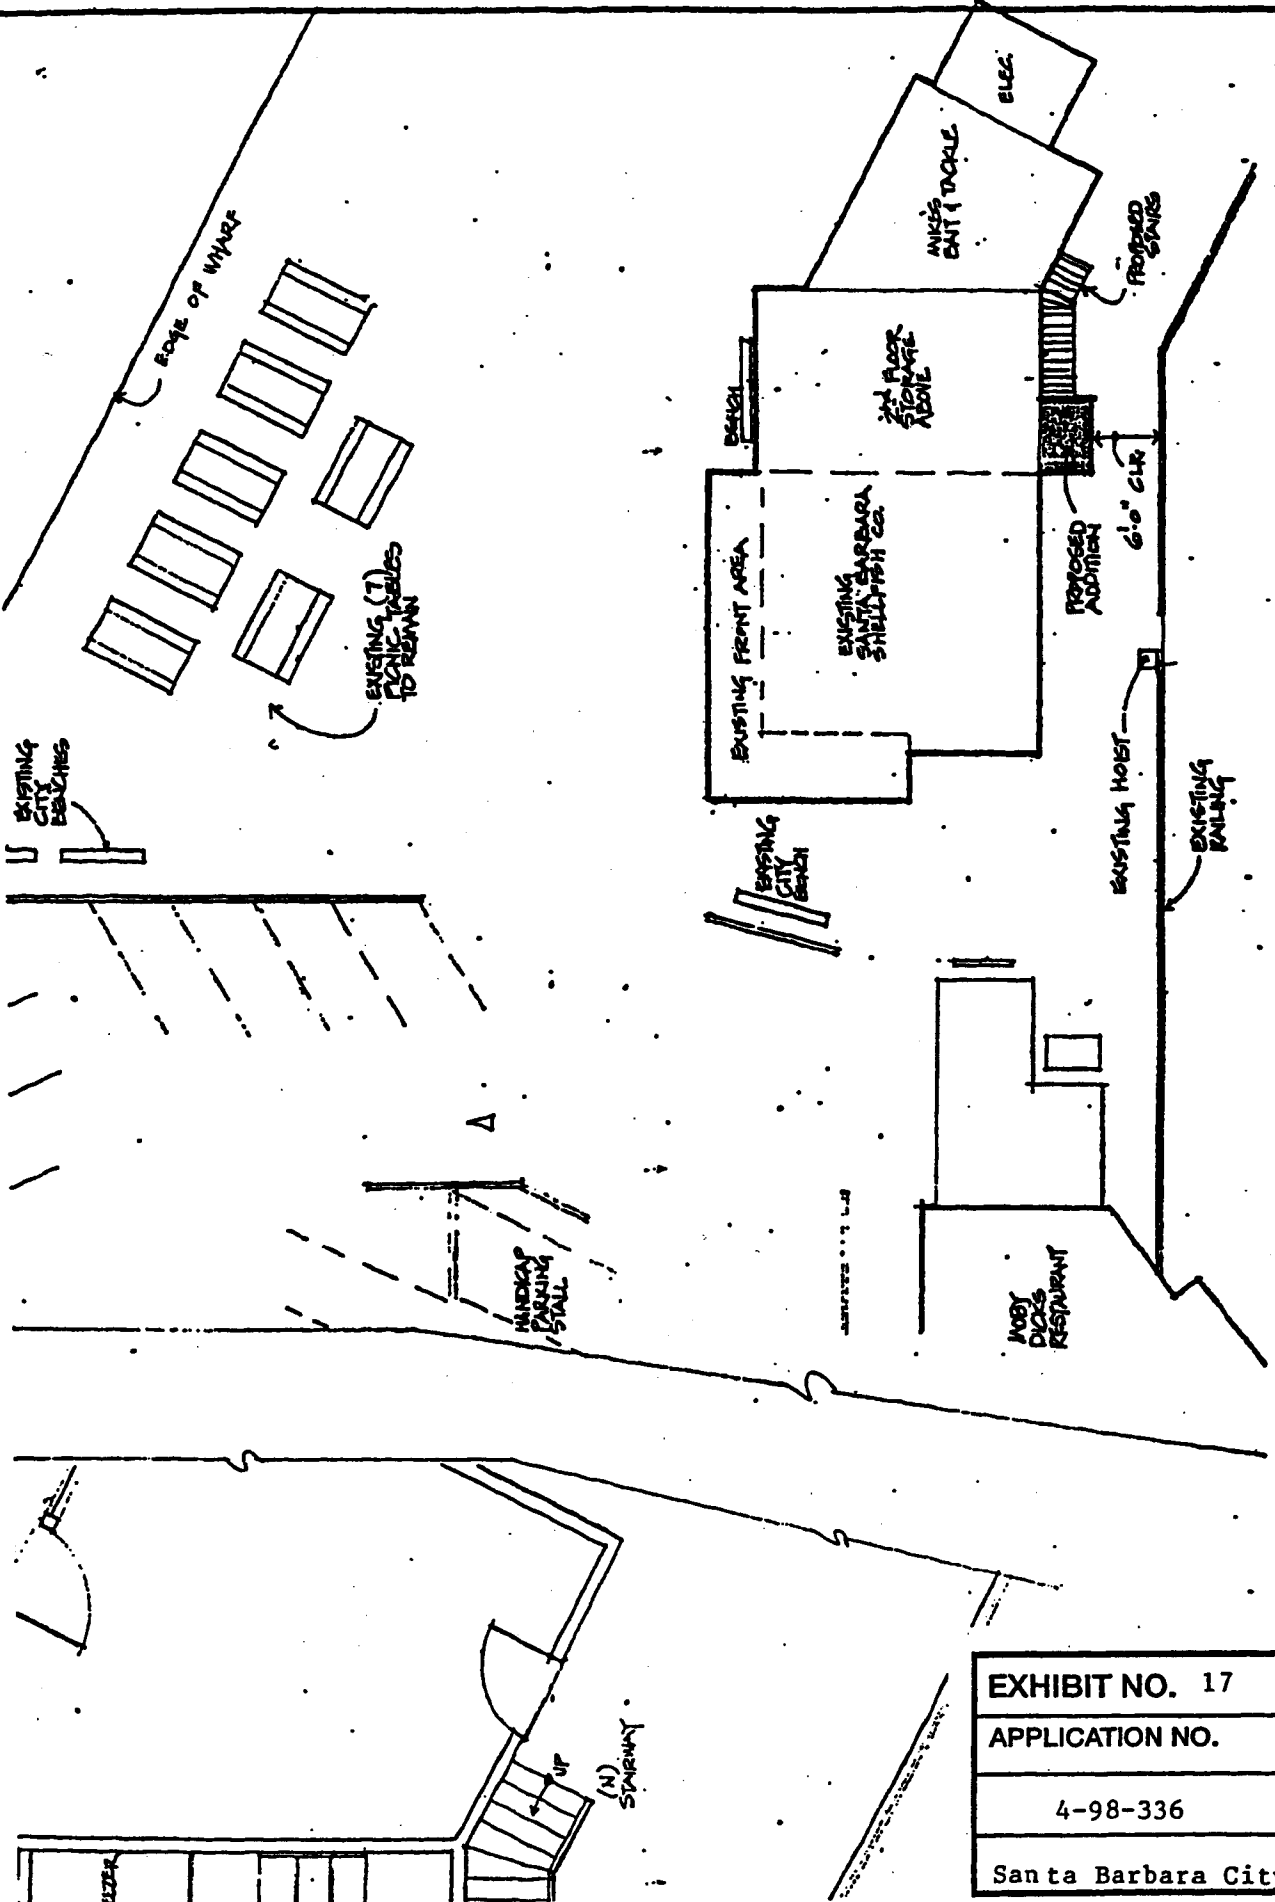 EDGE OF WHARF
EXISTING (7)
PICNIC TABLES
TO REMAIN
EXISTING
CITY
BENCHES
ELEC.
MIKE'S
BAIT & TACKLE
PROPOSED
STAIRS
BENCH
2nd FLOOR
STORAGE
ABOVE
EXISTING FRONT AREA
EXISTING
SANTA BARBARA
SHELLFISH CO.
PROPOSED
ADDITION
6'-0" CLR.
EXISTING HOIST
EXISTING
RAILING
EXISTING
CITY
BENCH
HANDICAP
PARKING
STALL
MOBY
DICKS
RESTAURANT
UP
(N)
STAIRWAY
EXHIBIT NO. 17
APPLICATION NO.
4-98-336
Santa Barbara City